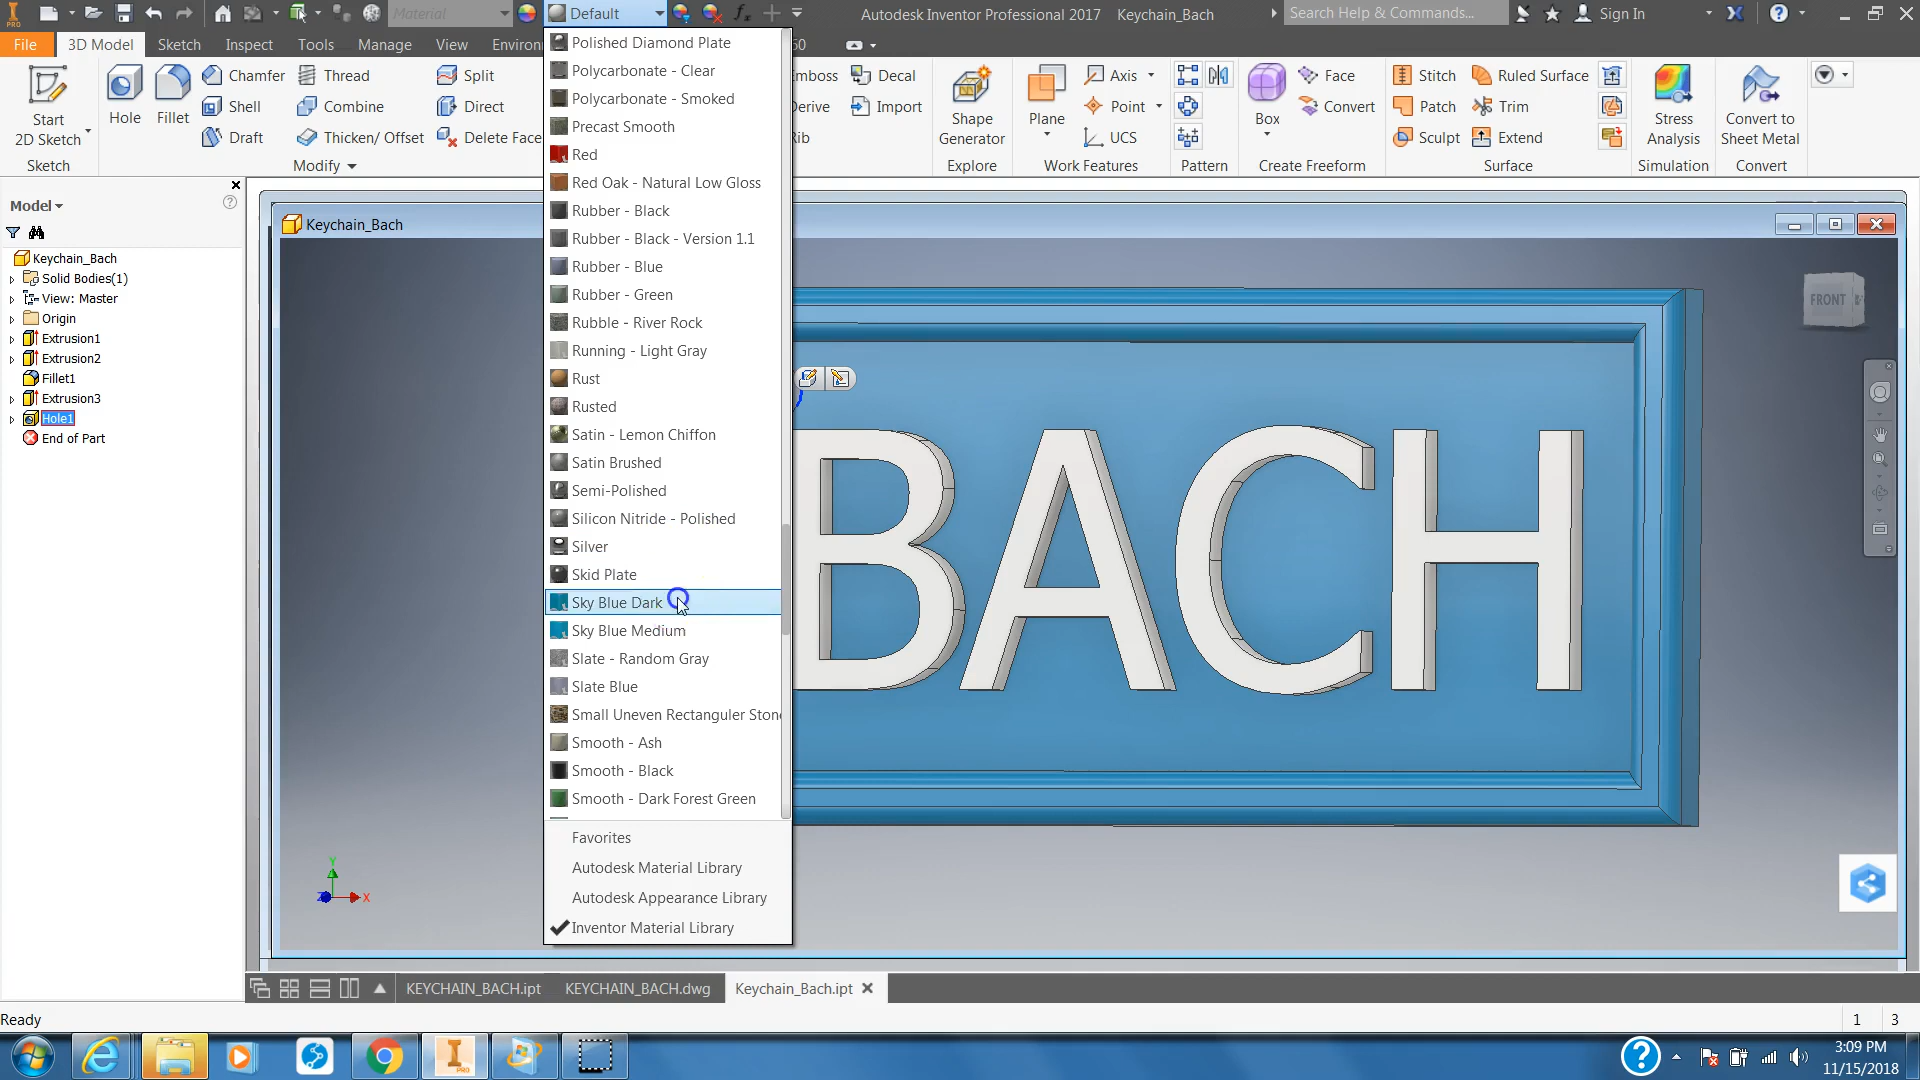 PRO
Material
Default
Autodesk Inventor Professional 2017 Keychain_Bach
Search Help & Commands...
Sign In
File
3D Model
Sketch
Inspect
Tools
Manage
View
Environ
60
Start
2D Sketch
Sketch
Hole
Fillet
Chamfer
Shell
Draft
Thread
Combine
Thicken/ Offset
Split
Direct
Delete Face
Modify
mboss
erive
ib
Decal
Import
Shape
Generator
Explore
Plane
Axis
Point
UCS
Work Features
Pattern
Box
Face
Convert
Create Freeform
Stitch
Patch
Sculpt
Ruled Surface
Trim
Extend
Surface
Stress
Analysis
Simulation
Convert to
Sheet Metal
Convert
Model
Keychain_Bach
Solid Bodies(1)
View: Master
Origin
Extrusion1
Extrusion2
Fillet1
Extrusion3
Hole1
End of Part
Keychain_Bach
Polished Diamond Plate
Polycarbonate - Clear
Polycarbonate - Smoked
Precast Smooth
Red
Red Oak - Natural Low Gloss
Rubber - Black
Rubber - Black - Version 1.1
Rubber - Blue
Rubber - Green
Rubble - River Rock
Running - Light Gray
Rust
Rusted
Satin - Lemon Chiffon
Satin Brushed
Semi-Polished
Silicon Nitride - Polished
Silver
Skid Plate
Sky Blue Dark
Sky Blue Medium
Slate - Random Gray
Slate Blue
Small Uneven Rectanguler Stone
Smooth - Ash
Smooth - Black
Smooth - Dark Forest Green
Favorites
Autodesk Material Library
Autodesk Appearance Library
Inventor Material Library
BACH
FRONT
Y
Z
X
KEYCHAIN_BACH.ipt
KEYCHAIN_BACH.dwg
Keychain_Bach.ipt
Ready
1
3
PRO
3:09 PM
11/15/2018